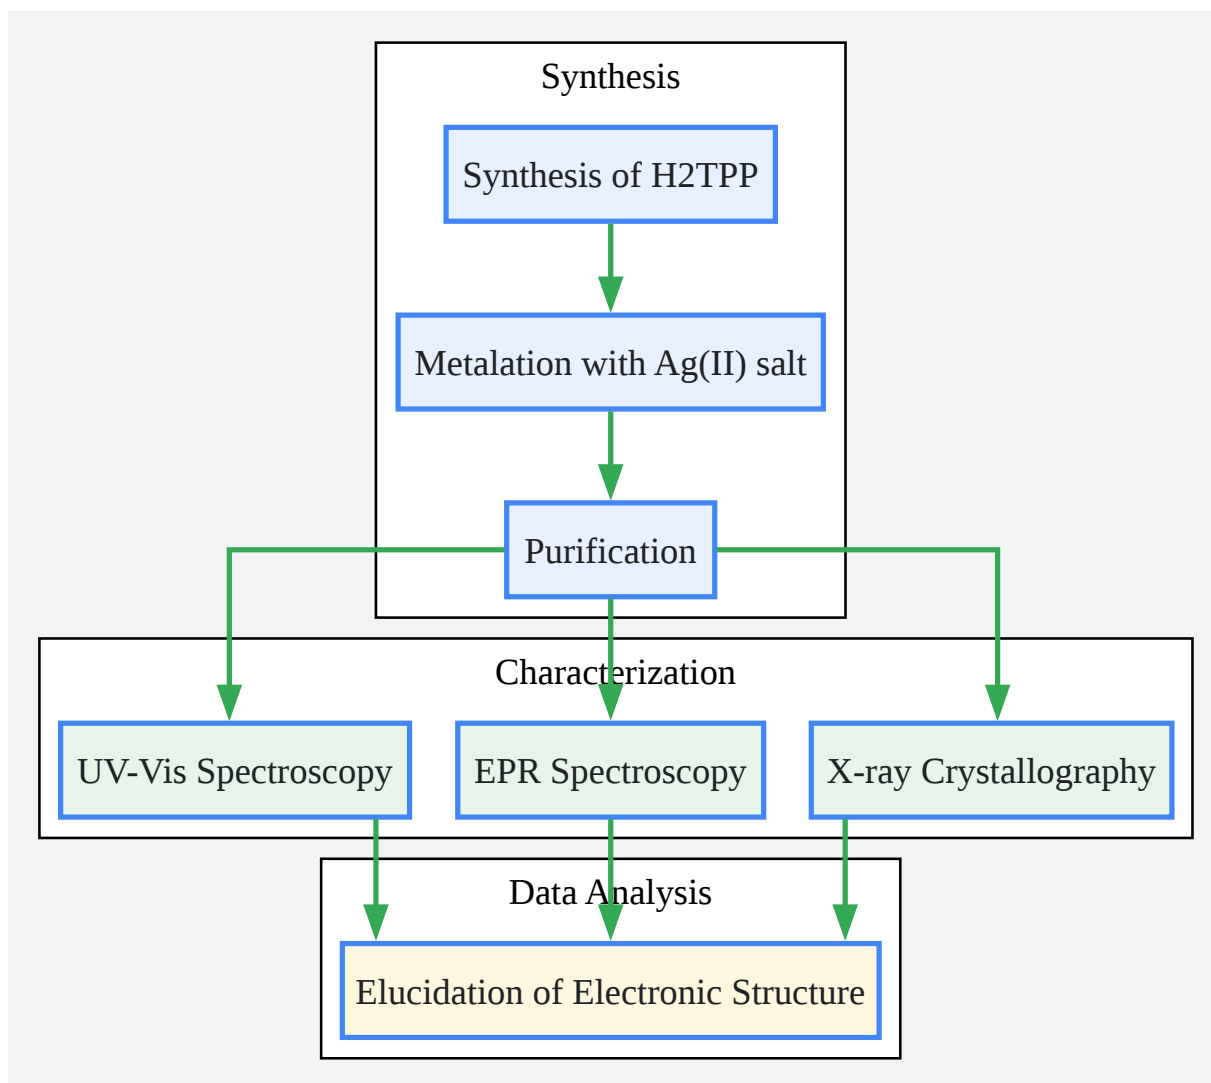 Synthesis
Synthesis of H2TPP
Metalation with Ag(II) salt
Purification
Characterization
UV-Vis Spectroscopy
EPR Spectroscopy
X-ray Crystallography
Data Analysis
Elucidation of Electronic Structure